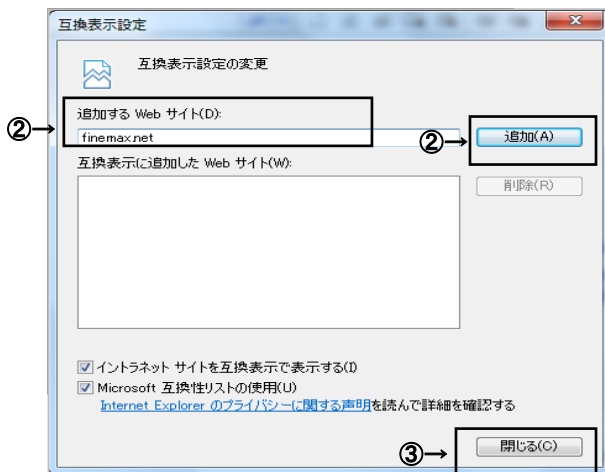 互換表示設定
互換表示設定の変更
追加する Web サイト(D):
②→
finemax.net
②→
追加(A)
互換表示に追加した Web サイト(W):
削除(R)
イントラネット サイトを互換表示で表示する(I)
Microsoft 互換性リストの使用(U)
Internet Explorer のプライバシーに関する声明を読んで詳細を確認する
③→
閉じる(C)